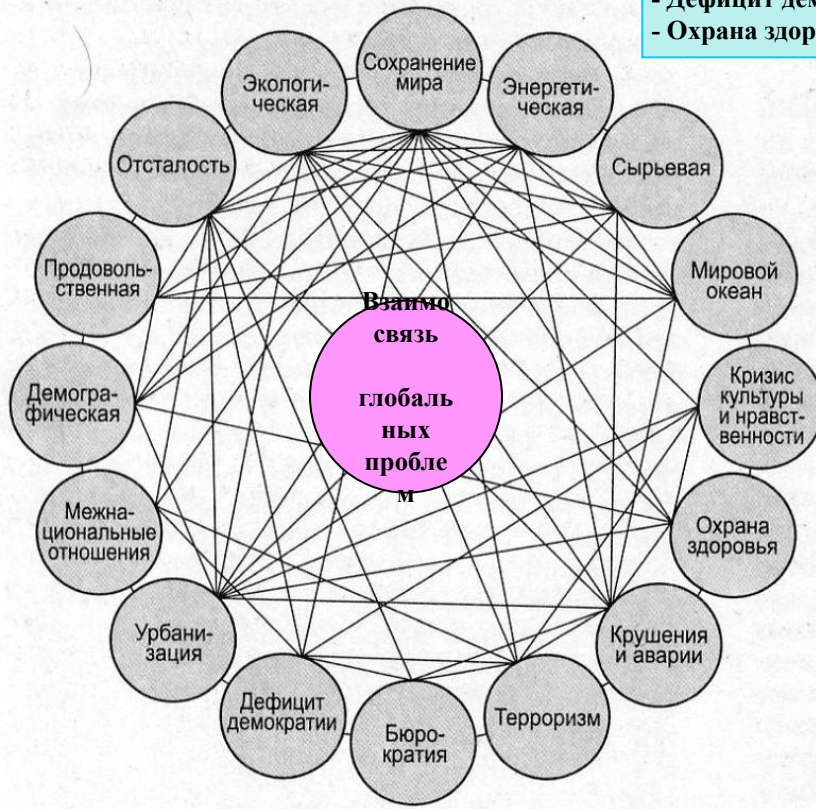 - Дефицит
- Охрана
Сохранение
мира
Энергети-
ческая
Сырьевая
Мировой
океан
Кризис
культуры
и нравст-
венности
Охрана
здоровья
Крушения
и аварии
Терроризм
Бюро-
кратия
Дефицит
демократии
Урбани-
зация
Межна-
циональные
отношения
Демогра-
фическая
Продоволь-
ственная
Отсталость
Экологи-
ческая
Взаимо
связь
глобаль
ных
пробле
м